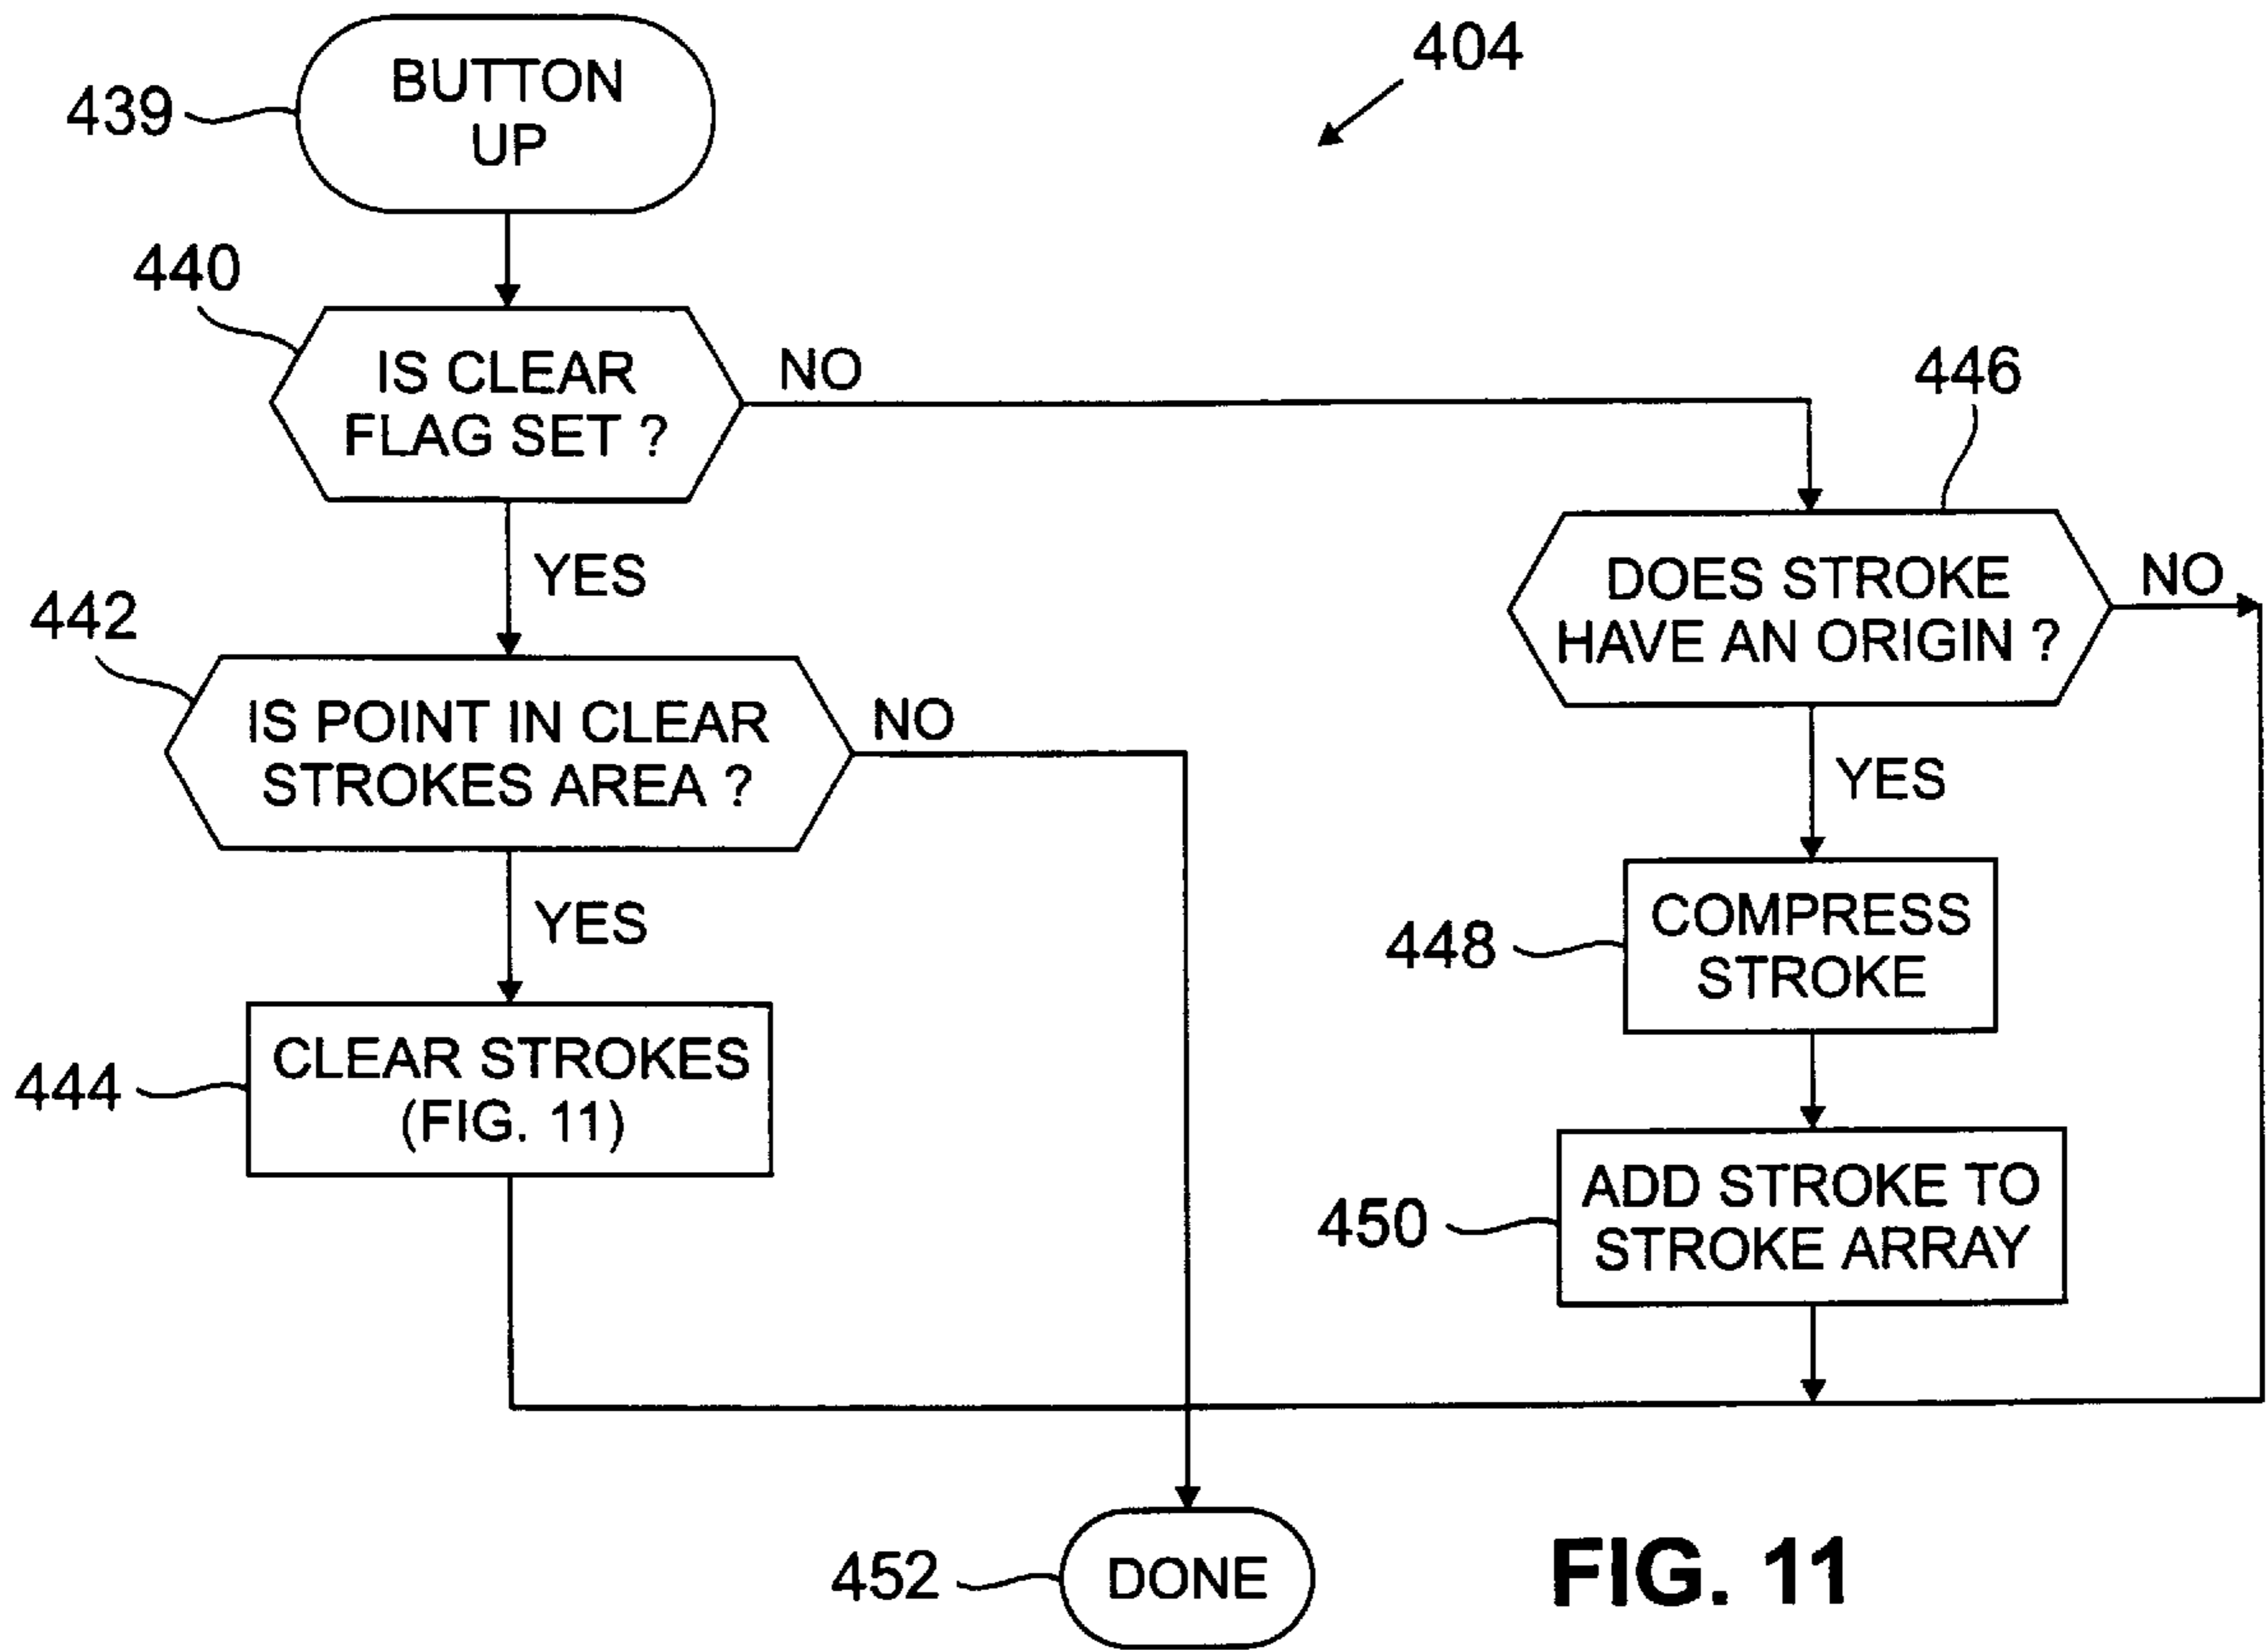 404
439
BUTTON
UP
440
IS CLEAR
FLAG SET ?
NO
YES
446
DOES STROKE
HAVE AN ORIGIN ?
NO
YES
442
IS POINT IN CLEAR
STROKES AREA ?
NO
YES
448
COMPRESS
STROKE
444
CLEAR STROKES
(FIG. 11)
450
ADD STROKE TO
STROKE ARRAY
452
DONE
FIG. 11